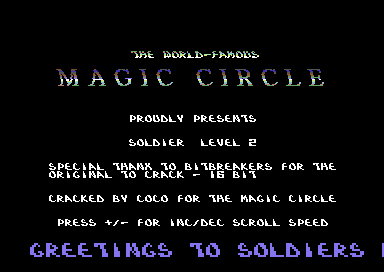 THE WORLD-FAMOUS
MAGIC CIRCLE
PROUDLY PRESENTS
SOLDIER LEVEL 2
SPECIAL THANK TO BITBREAKERS FOR THE
ORIGINAL TO CRACK - 16 BIT
CRACKED BY COCO FOR THE MAGIC CIRCLE
PRESS +/- FOR INC/DEC SCROLL SPEED
GREETINGS TO SOLDIERS